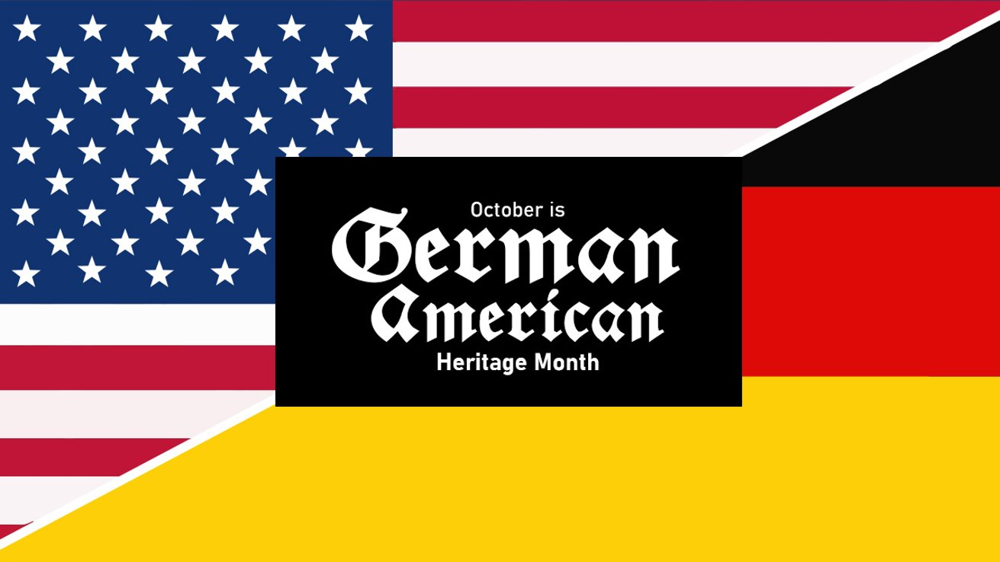 October is
German
American
Heritage Month